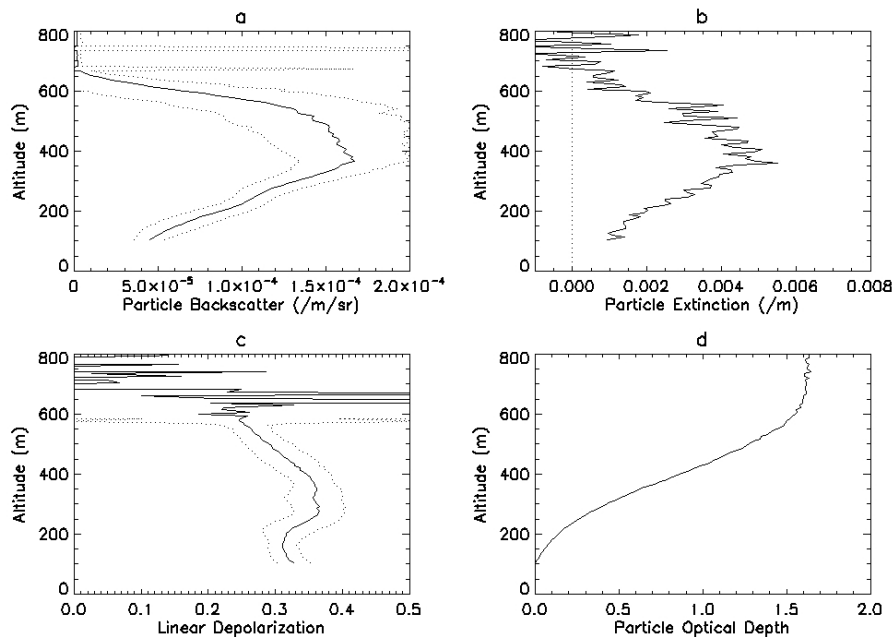 a
800
600
400
200
0
Altitude (m)
0 5.0×10⁻⁵ 1.0×10⁻⁴ 1.5×10⁻⁴ 2.0×10⁻⁴
Particle Backscatter (/m/sr)
b
800
600
400
200
0
Altitude (m)
0.000 0.002 0.004 0.006 0.008
Particle Extinction (/m)
c
800
600
400
200
0
Altitude (m)
0.0 0.1 0.2 0.3 0.4 0.5
Linear Depolarization
d
800
600
400
200
0
Altitude (m)
0.0 0.5 1.0 1.5 2.0
Particle Optical Depth